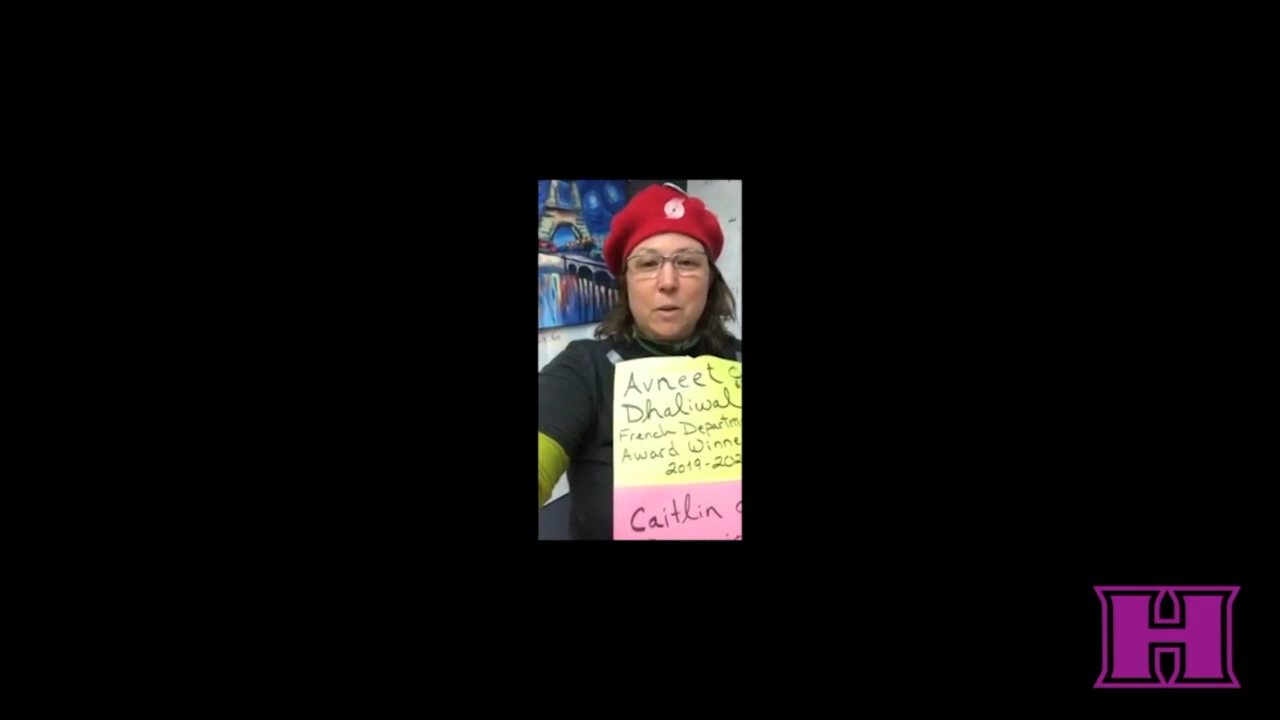 Avneet
Dhaliwal
French Departm
Award Winne
2019-202
Caitlin
H